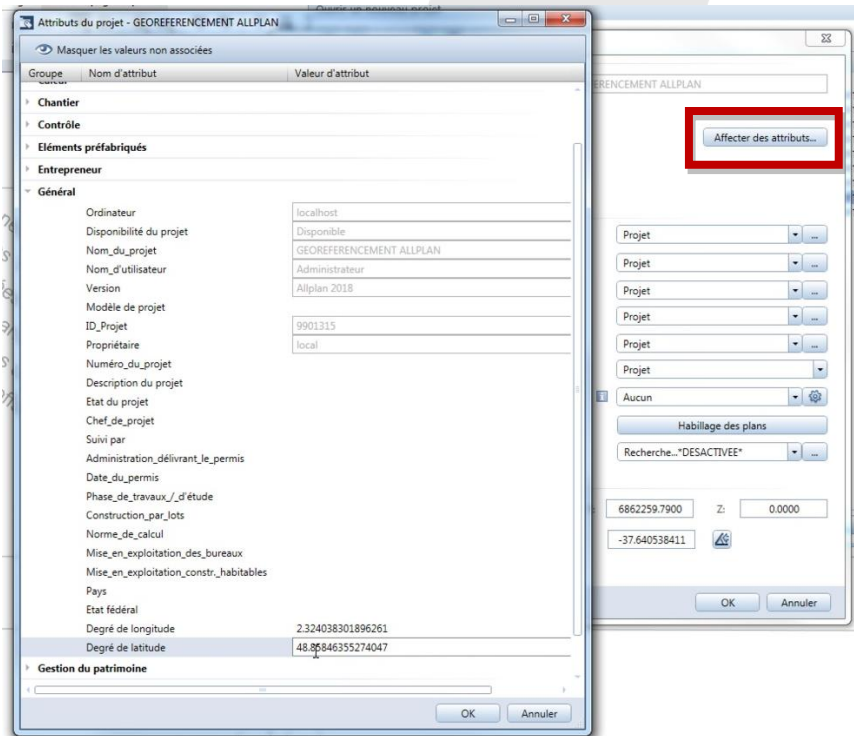 Ouvrir un nouveau projet
Attributs du projet - GEOREFERENCEMENT ALLPLAN
Masquer les valeurs non associées
Groupe Nom d'attribut Valeur d'attribut
Calcul
Chantier
Contrôle
Eléments préfabriqués
Entrepreneur
Général
Ordinateur localhost
Disponibilité du projet Disponible
Nom_du_projet GEOREFERENCEMENT ALLPLAN
Nom_d'utilisateur Administrateur
Version Allplan 2018
Modèle de projet
ID_Projet 9901315
Propriétaire local
Numéro_du_projet
Description du projet
Etat du projet
Chef_de_projet
Suivi par
Administration_délivrant_le_permis
Date_du_permis
Phase_de_travaux_/_d'étude
Construction_par_lots
Norme_de_calcul
Mise_en_exploitation_des_bureaux
Mise_en_exploitation_constr._habitables
Pays
Etat fédéral
Degré de longitude 2.324038301896261
Degré de latitude 48.85846355274047
Gestion du patrimoine
OK Annuler
ERENCEMENT ALLPLAN
Affecter des attributs...
Projet ...
Projet ...
Projet ...
Projet ...
Projet ...
Projet
Aucun
Habillage des plans
Recherche...*DESACTIVEE* ...
6862259.7900 Z: 0.0000
-37.640538411
OK Annuler